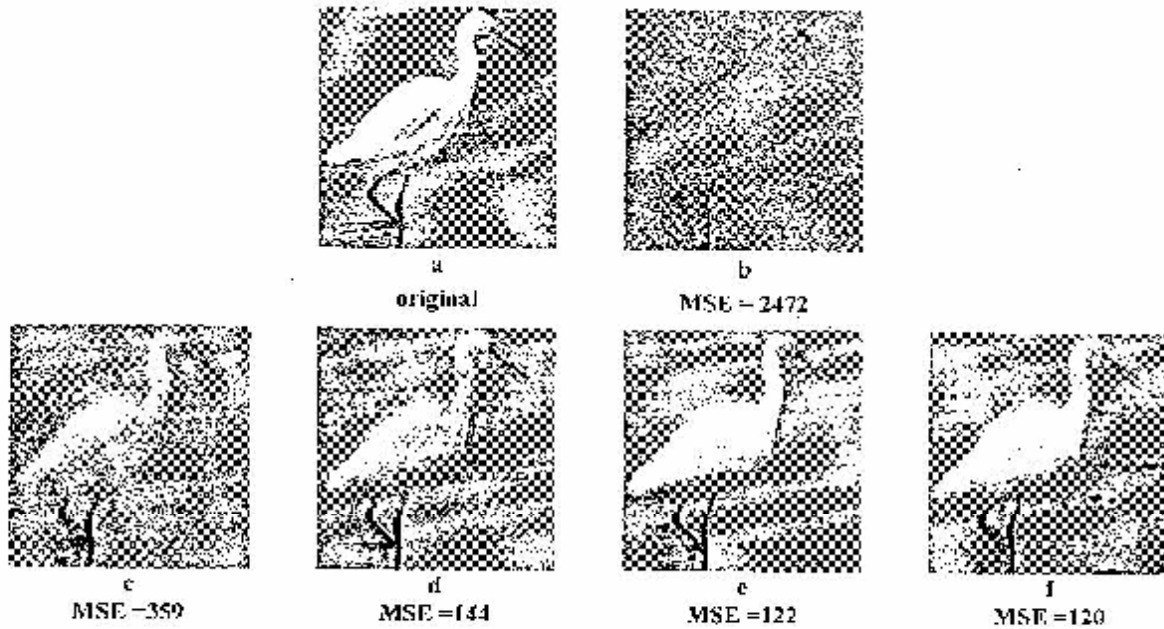 a
b
original
MSE = 2472
c
d
e
f
MSE =359
MSE =144
MSE =122
MSE =120